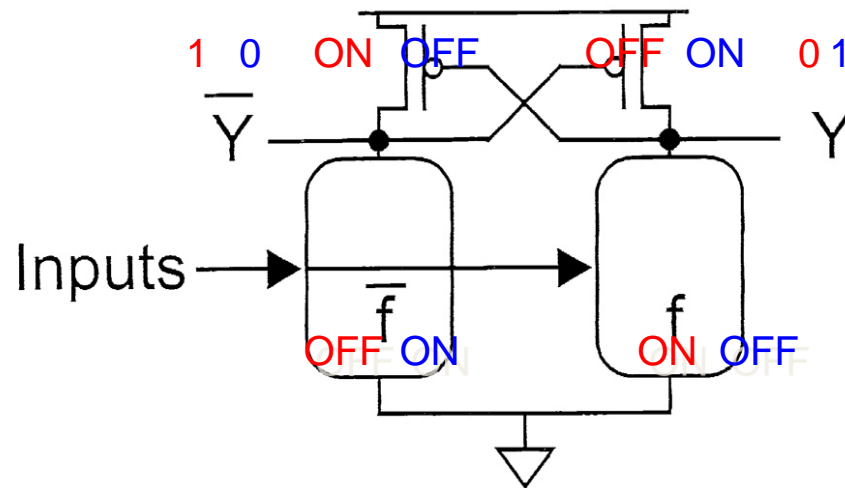 1 0 ON OFF OFF ON 0 1
Y̅ Y
Inputs
f̅ f
OFF ON ON OFF